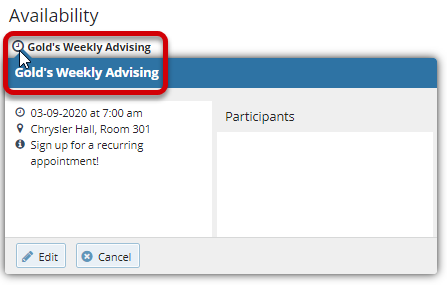 Availability
Gold's Weekly Advising
Gold's Weekly Advising
03-09-2020 at 7:00 am
Chrysler Hall, Room 301
Sign up for a recurring
appointment!
Participants
Edit
Cancel